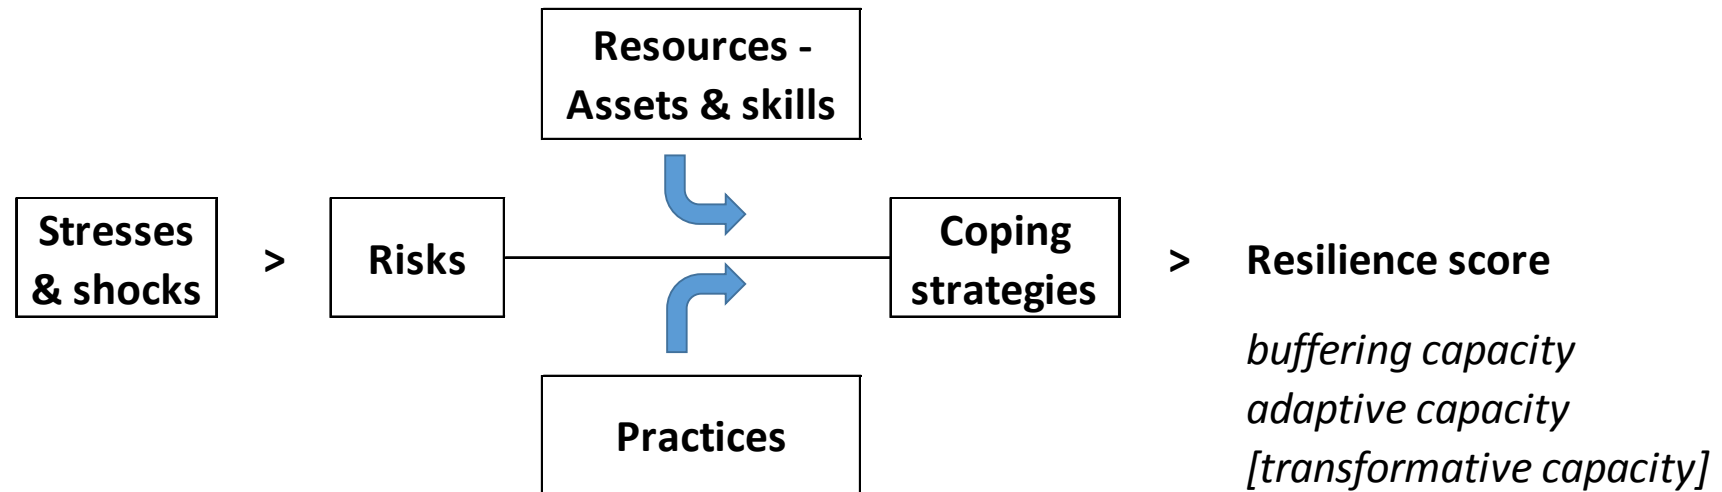 Resources -
Assets & skills
Stresses
& shocks
>
Risks
Coping
strategies
>
Resilience score
buffering capacity
adaptive capacity
[transformative capacity]
Practices